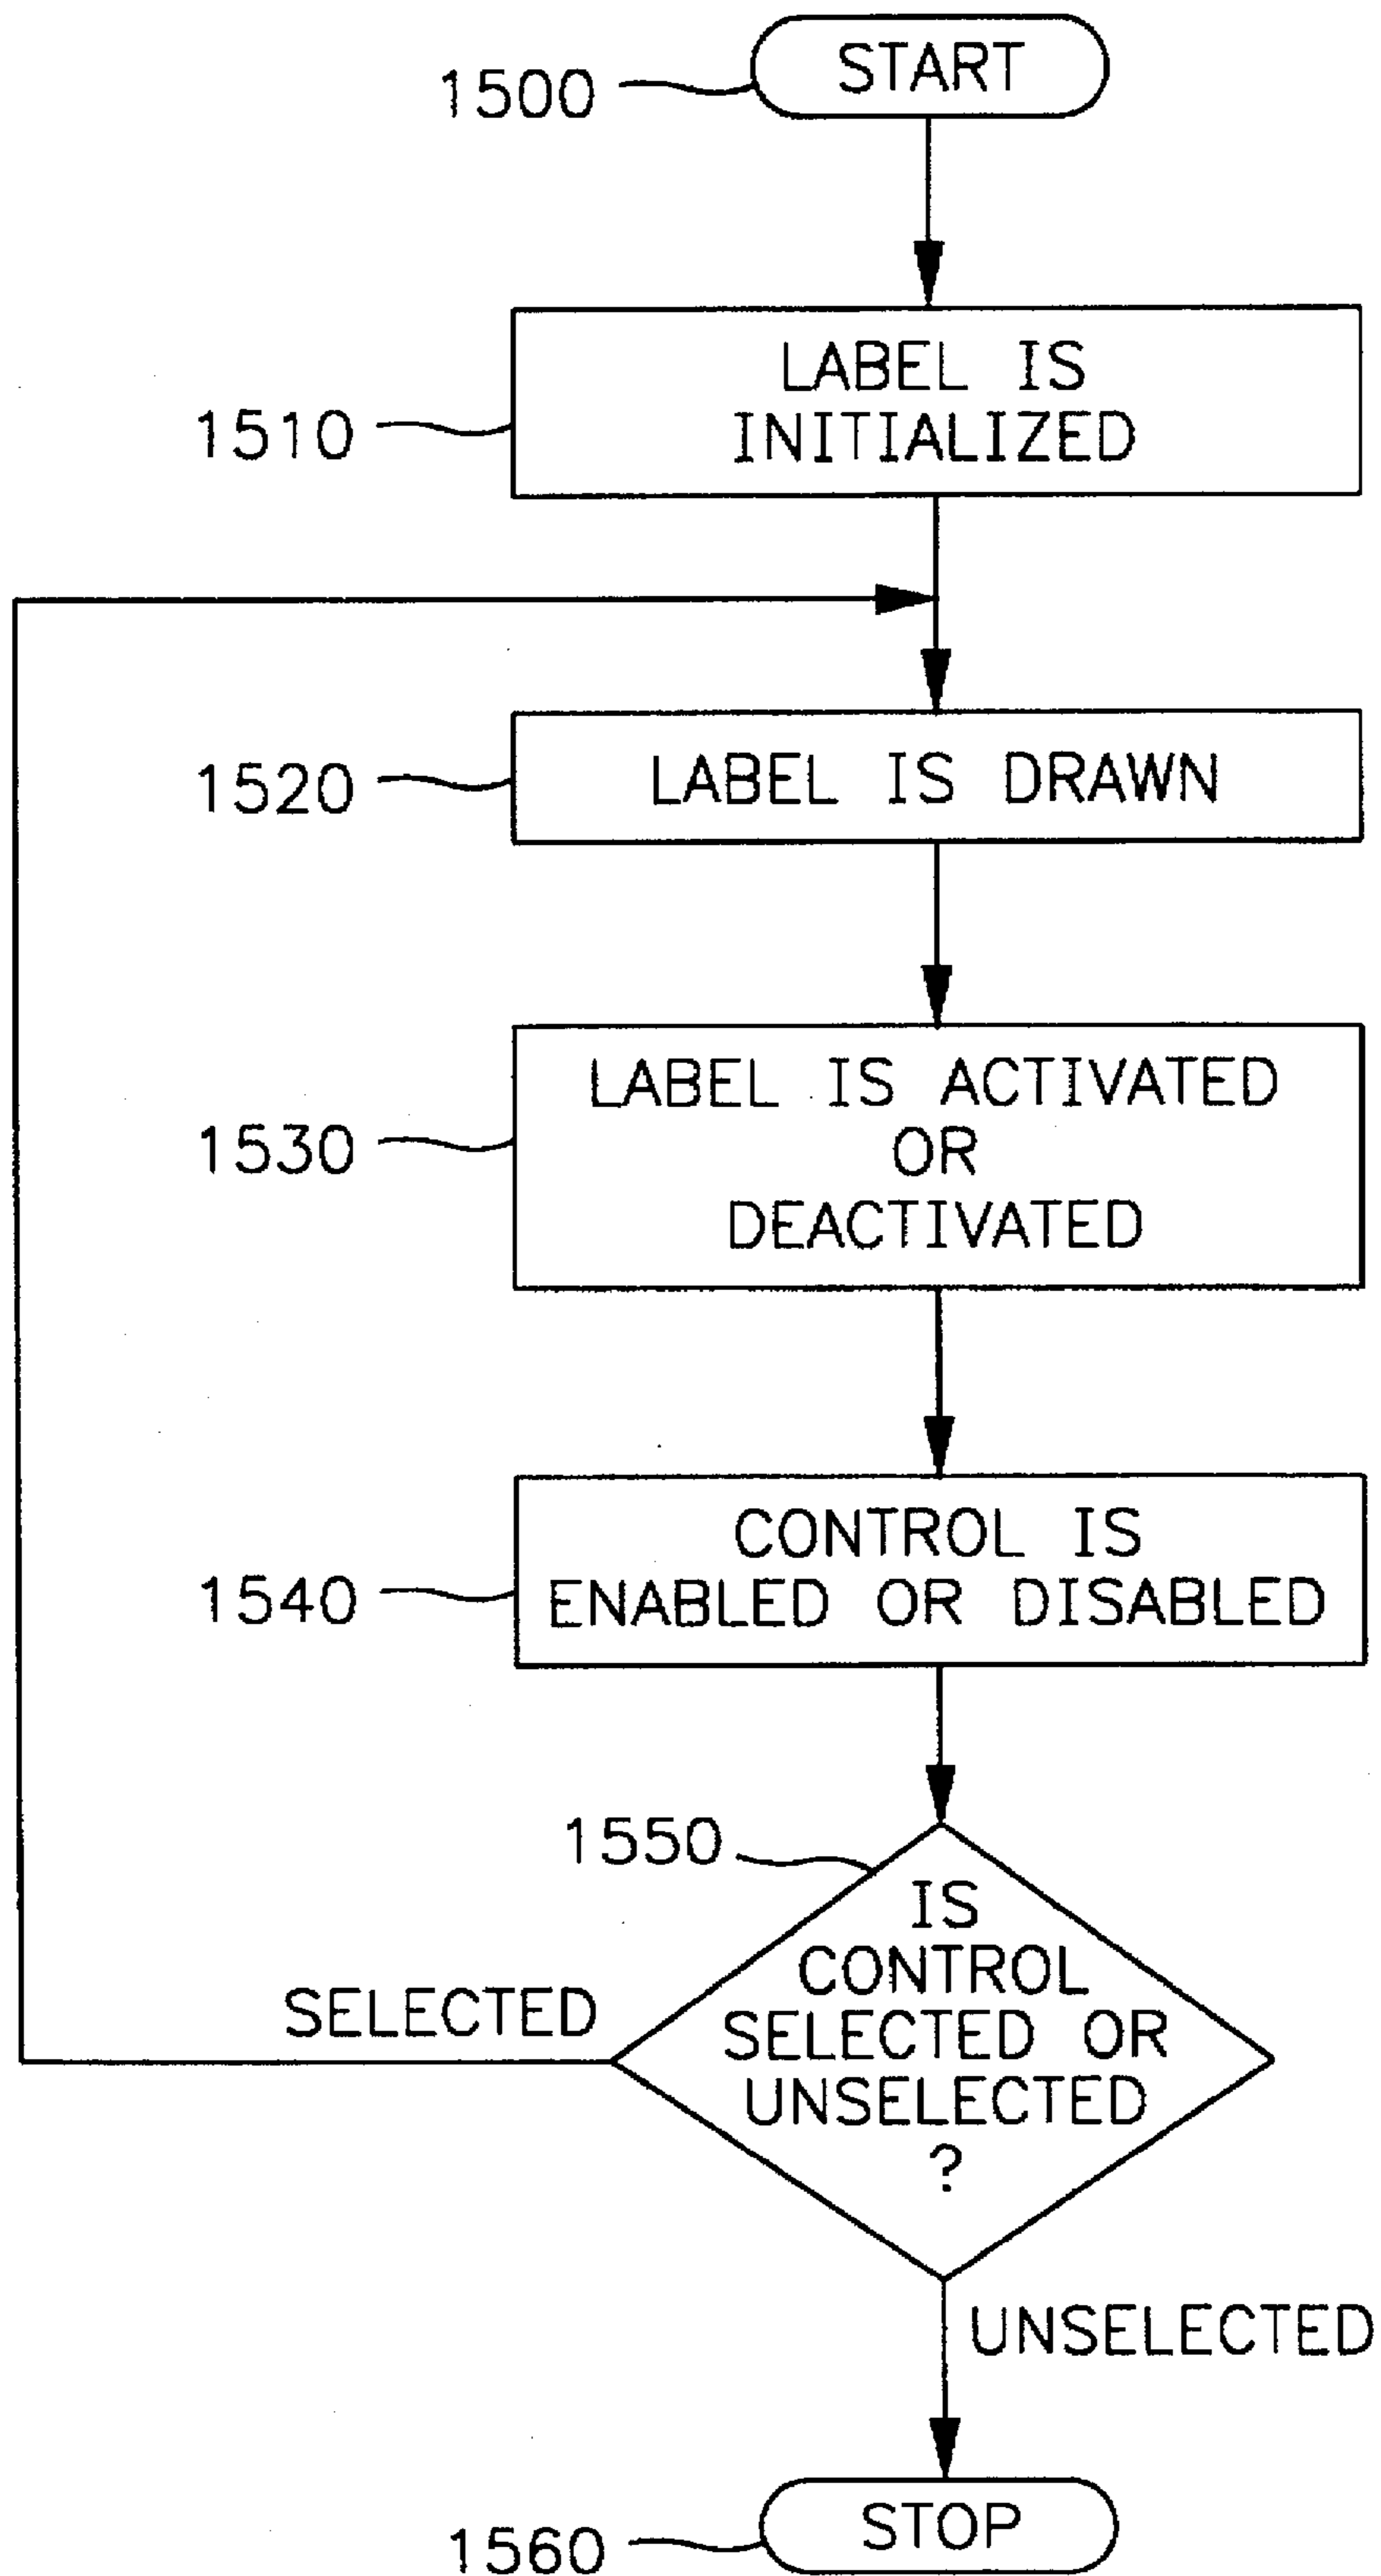 START
1500
LABEL IS
INITIALIZED
1510
LABEL IS DRAWN
1520
LABEL IS ACTIVATED
OR
DEACTIVATED
1530
CONTROL IS
ENABLED OR DISABLED
1540
1550
IS
CONTROL
SELECTED OR
UNSELECTED
?
SELECTED
UNSELECTED
STOP
1560